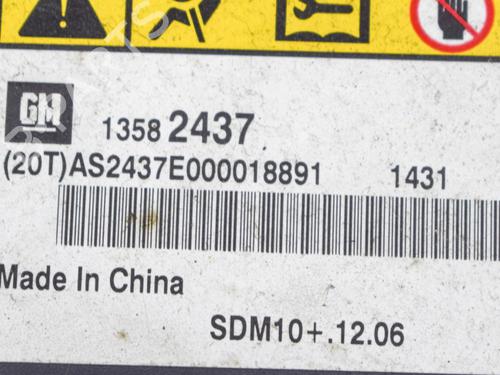 GM
1358 2437
(20T)AS2437E000018891 1431
Made In China
SDM10+.12.06